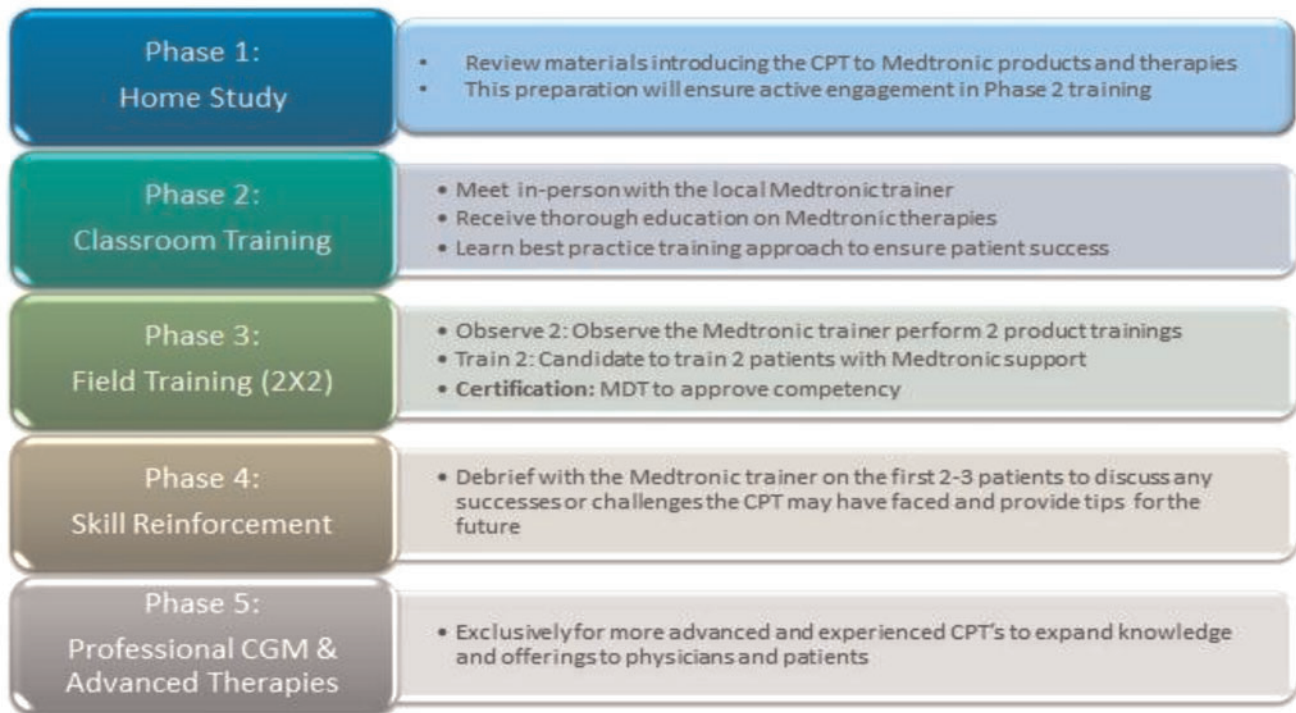 Phase 1:
Home Study
• Review materials introducing the CPT to Medtronic products and therapies
• This preparation will ensure active engagement in Phase 2 training
Phase 2:
Classroom Training
• Meet in-person with the local Medtronic trainer
• Receive thorough education on Medtronic therapies
• Learn best practice training approach to ensure patient success
Phase 3:
Field Training (2X2)
• Observe 2: Observe the Medtronic trainer perform 2 product trainings
• Train 2: Candidate to train 2 patients with Medtronic support
• Certification: MDT to approve competency
Phase 4:
Skill Reinforcement
• Debrief with the Medtronic trainer on the first 2-3 patients to discuss any
successes or challenges the CPT may have faced and provide tips for the
future
Phase 5:
Professional CGM &
Advanced Therapies
• Exclusively for more advanced and experienced CPT's to expand knowledge
and offerings to physicians and patients